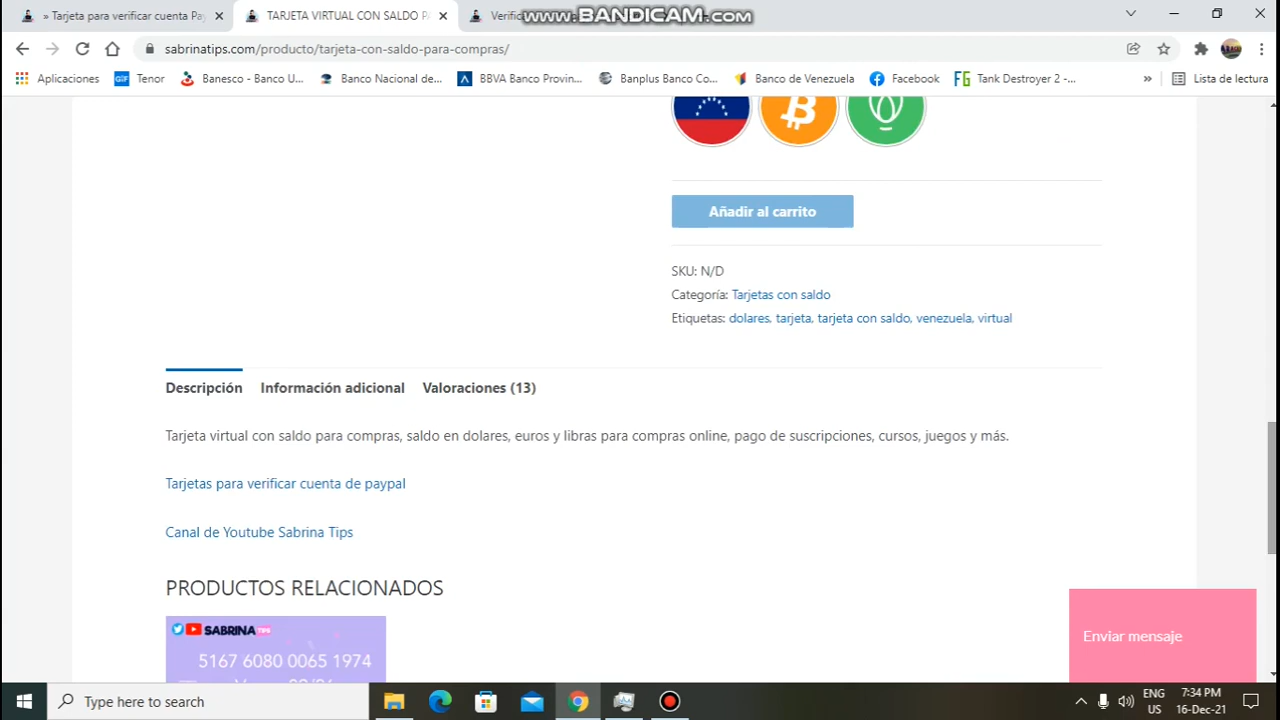 » Tarjeta para verificar cuenta Pay
TARJETA VIRTUAL CON SALDO PA
Verific
www.BANDICAM.com
sabrinatips.com/producto/tarjeta-con-saldo-para-compras/
Aplicaciones
GIF
Tenor
Banesco - Banco U...
Banco Nacional de...
BBVA Banco Provin...
Banplus Banco Co...
Banco de Venezuela
Facebook
FG
Tank Destroyer 2 -...
»
Lista de lectura
Añadir al carrito
SKU: N/D
Categoría: Tarjetas con saldo
Etiquetas: dolares, tarjeta, tarjeta con saldo, venezuela, virtual
Descripción
Información adicional
Valoraciones (13)
Tarjeta virtual con saldo para compras, saldo en dolares, euros y libras para compras online, pago de suscripciones, cursos, juegos y más.
Tarjetas para verificar cuenta de paypal
Canal de Youtube Sabrina Tips
PRODUCTOS RELACIONADOS
SABRINA TIPS
5167 6080 0065 1974
Enviar mensaje
Type here to search
ENG
US
7:34 PM
16-Dec-21